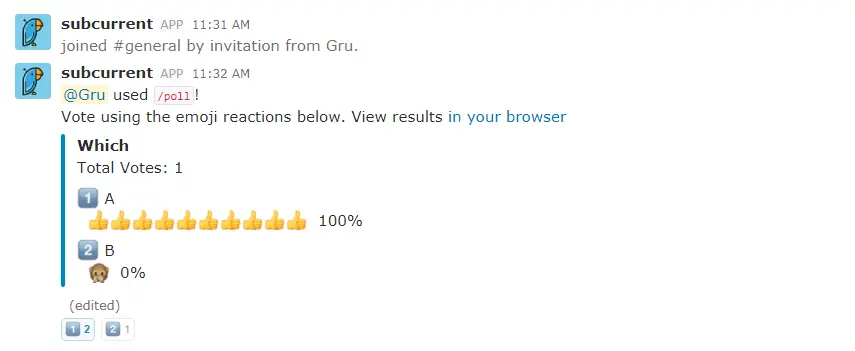 subcurrent APP 11:31 AM
joined #general by invitation from Gru.
subcurrent APP 11:32 AM
@Gru used /poll!
Vote using the emoji reactions below. View results in your browser
Which
Total Votes: 1
1 A
100%
2 B
0%
(edited)
1 2 2 1